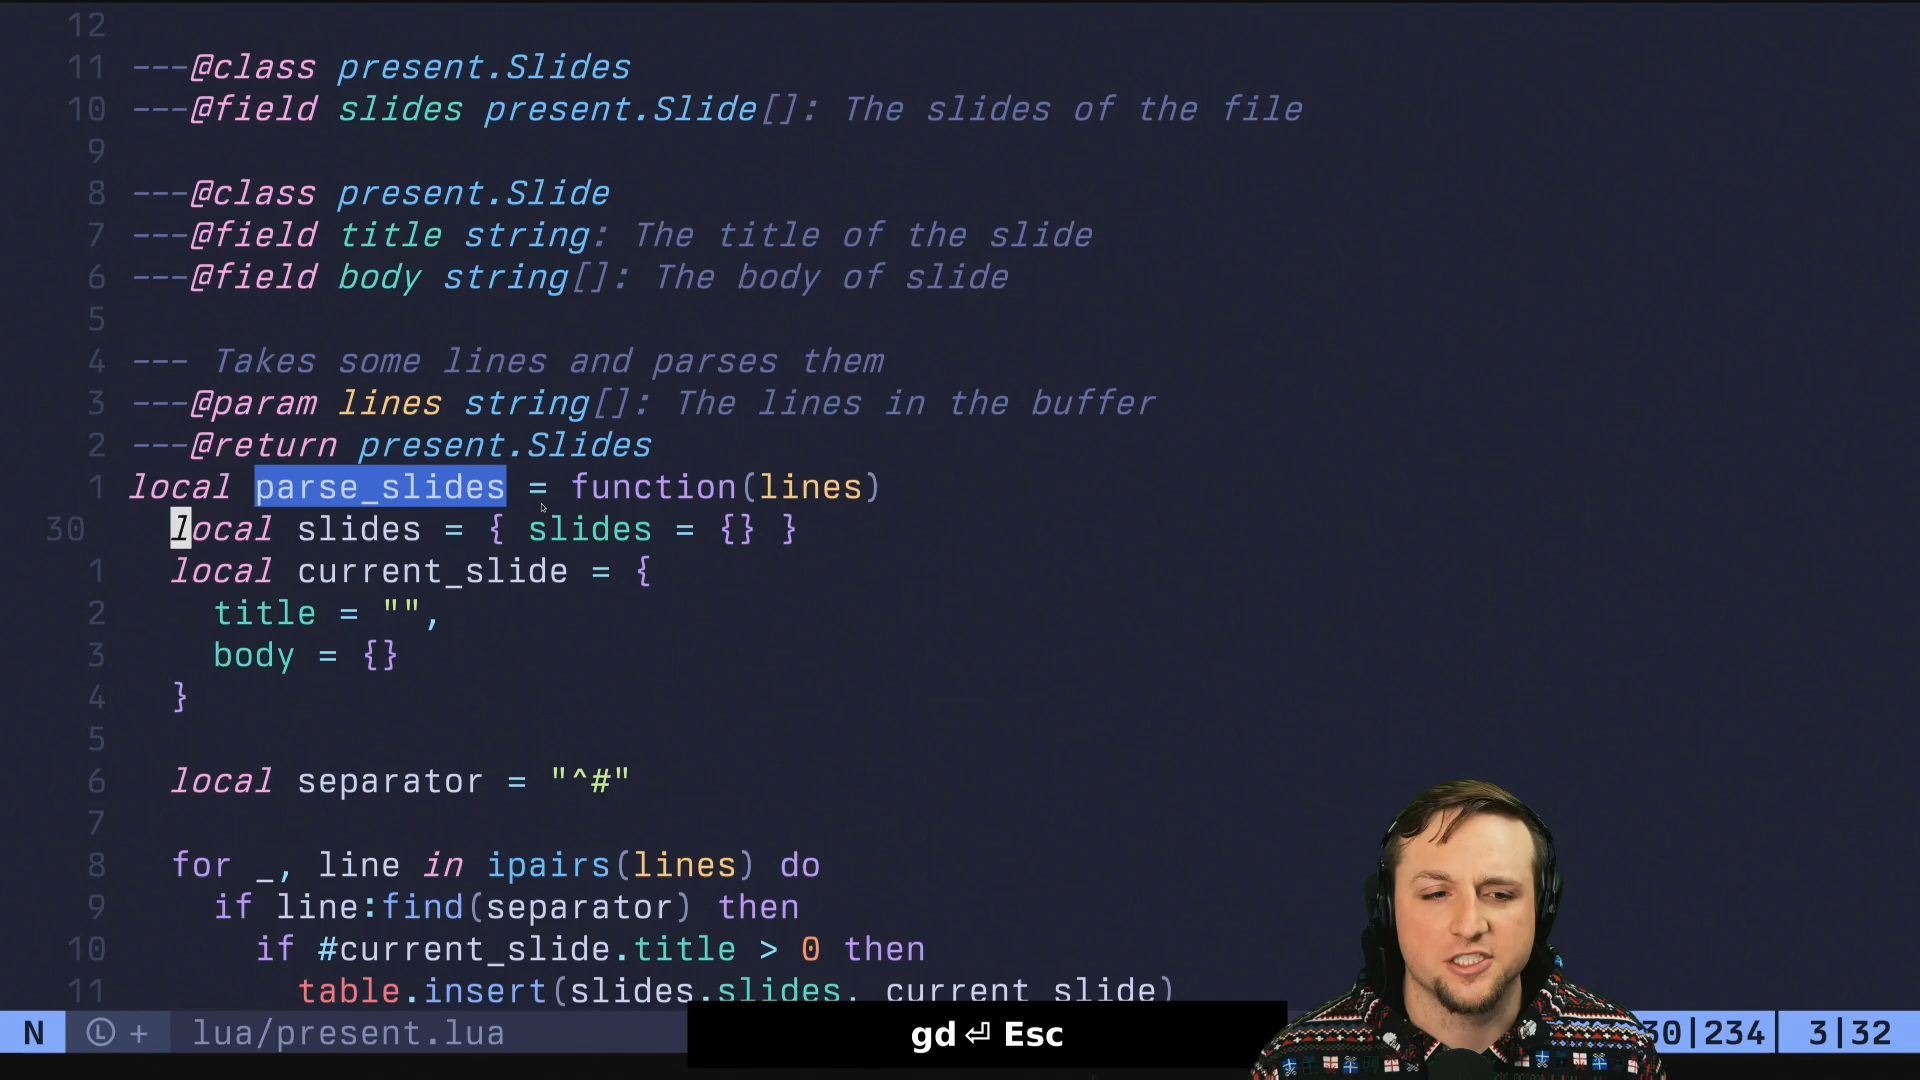 12
11 ---@class present.Slides
10 ---@field slides present.Slide[]: The slides of the file
9
8 ---@class present.Slide
7 ---@field title string: The title of the slide
6 ---@field body string[]: The body of slide
5
4 --- Takes some lines and parses them
3 ---@param lines string[]: The lines in the buffer
2 ---@return present.Slides
1 local parse_slides = function(lines)
30 local slides = { slides = {} }
1 local current_slide = {
2 title = "",
3 body = {}
4 }
5
6 local separator = "^#"
7
8 for _, line in ipairs(lines) do
9 if line:find(separator) then
10 if #current_slide.title > 0 then
11 table.insert(slides.slides, current_slide)
N Ⓛ + lua/present.lua gd⏎ Esc 30|234 3|32